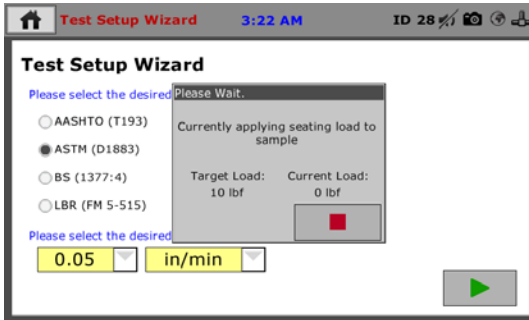 Test Setup Wizard 3:22 AM ID 28
Test Setup Wizard
Please select the desired
AASHTO (T193)
ASTM (D1883)
BS (1377:4)
LBR (FM 5-515)
Please select the desired
0.05 in/min
Please Wait.
Currently applying seating load to
sample
Target Load: Current Load:
10 lbf 0 lbf